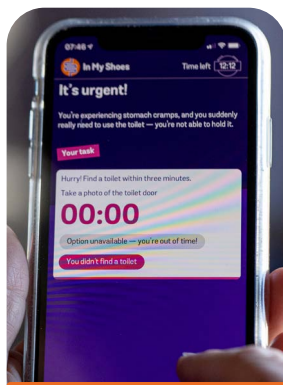 07:46
In My Shoes
Time left 12:12
It's urgent!
You're experiencing stomach cramps, and you suddenly
really need to use the toilet — you're not able to hold it.
Your task
Hurry! Find a toilet within three minutes.
Take a photo of the toilet door
00:00
Option unavailable — you're out of time!
You didn't find a toilet